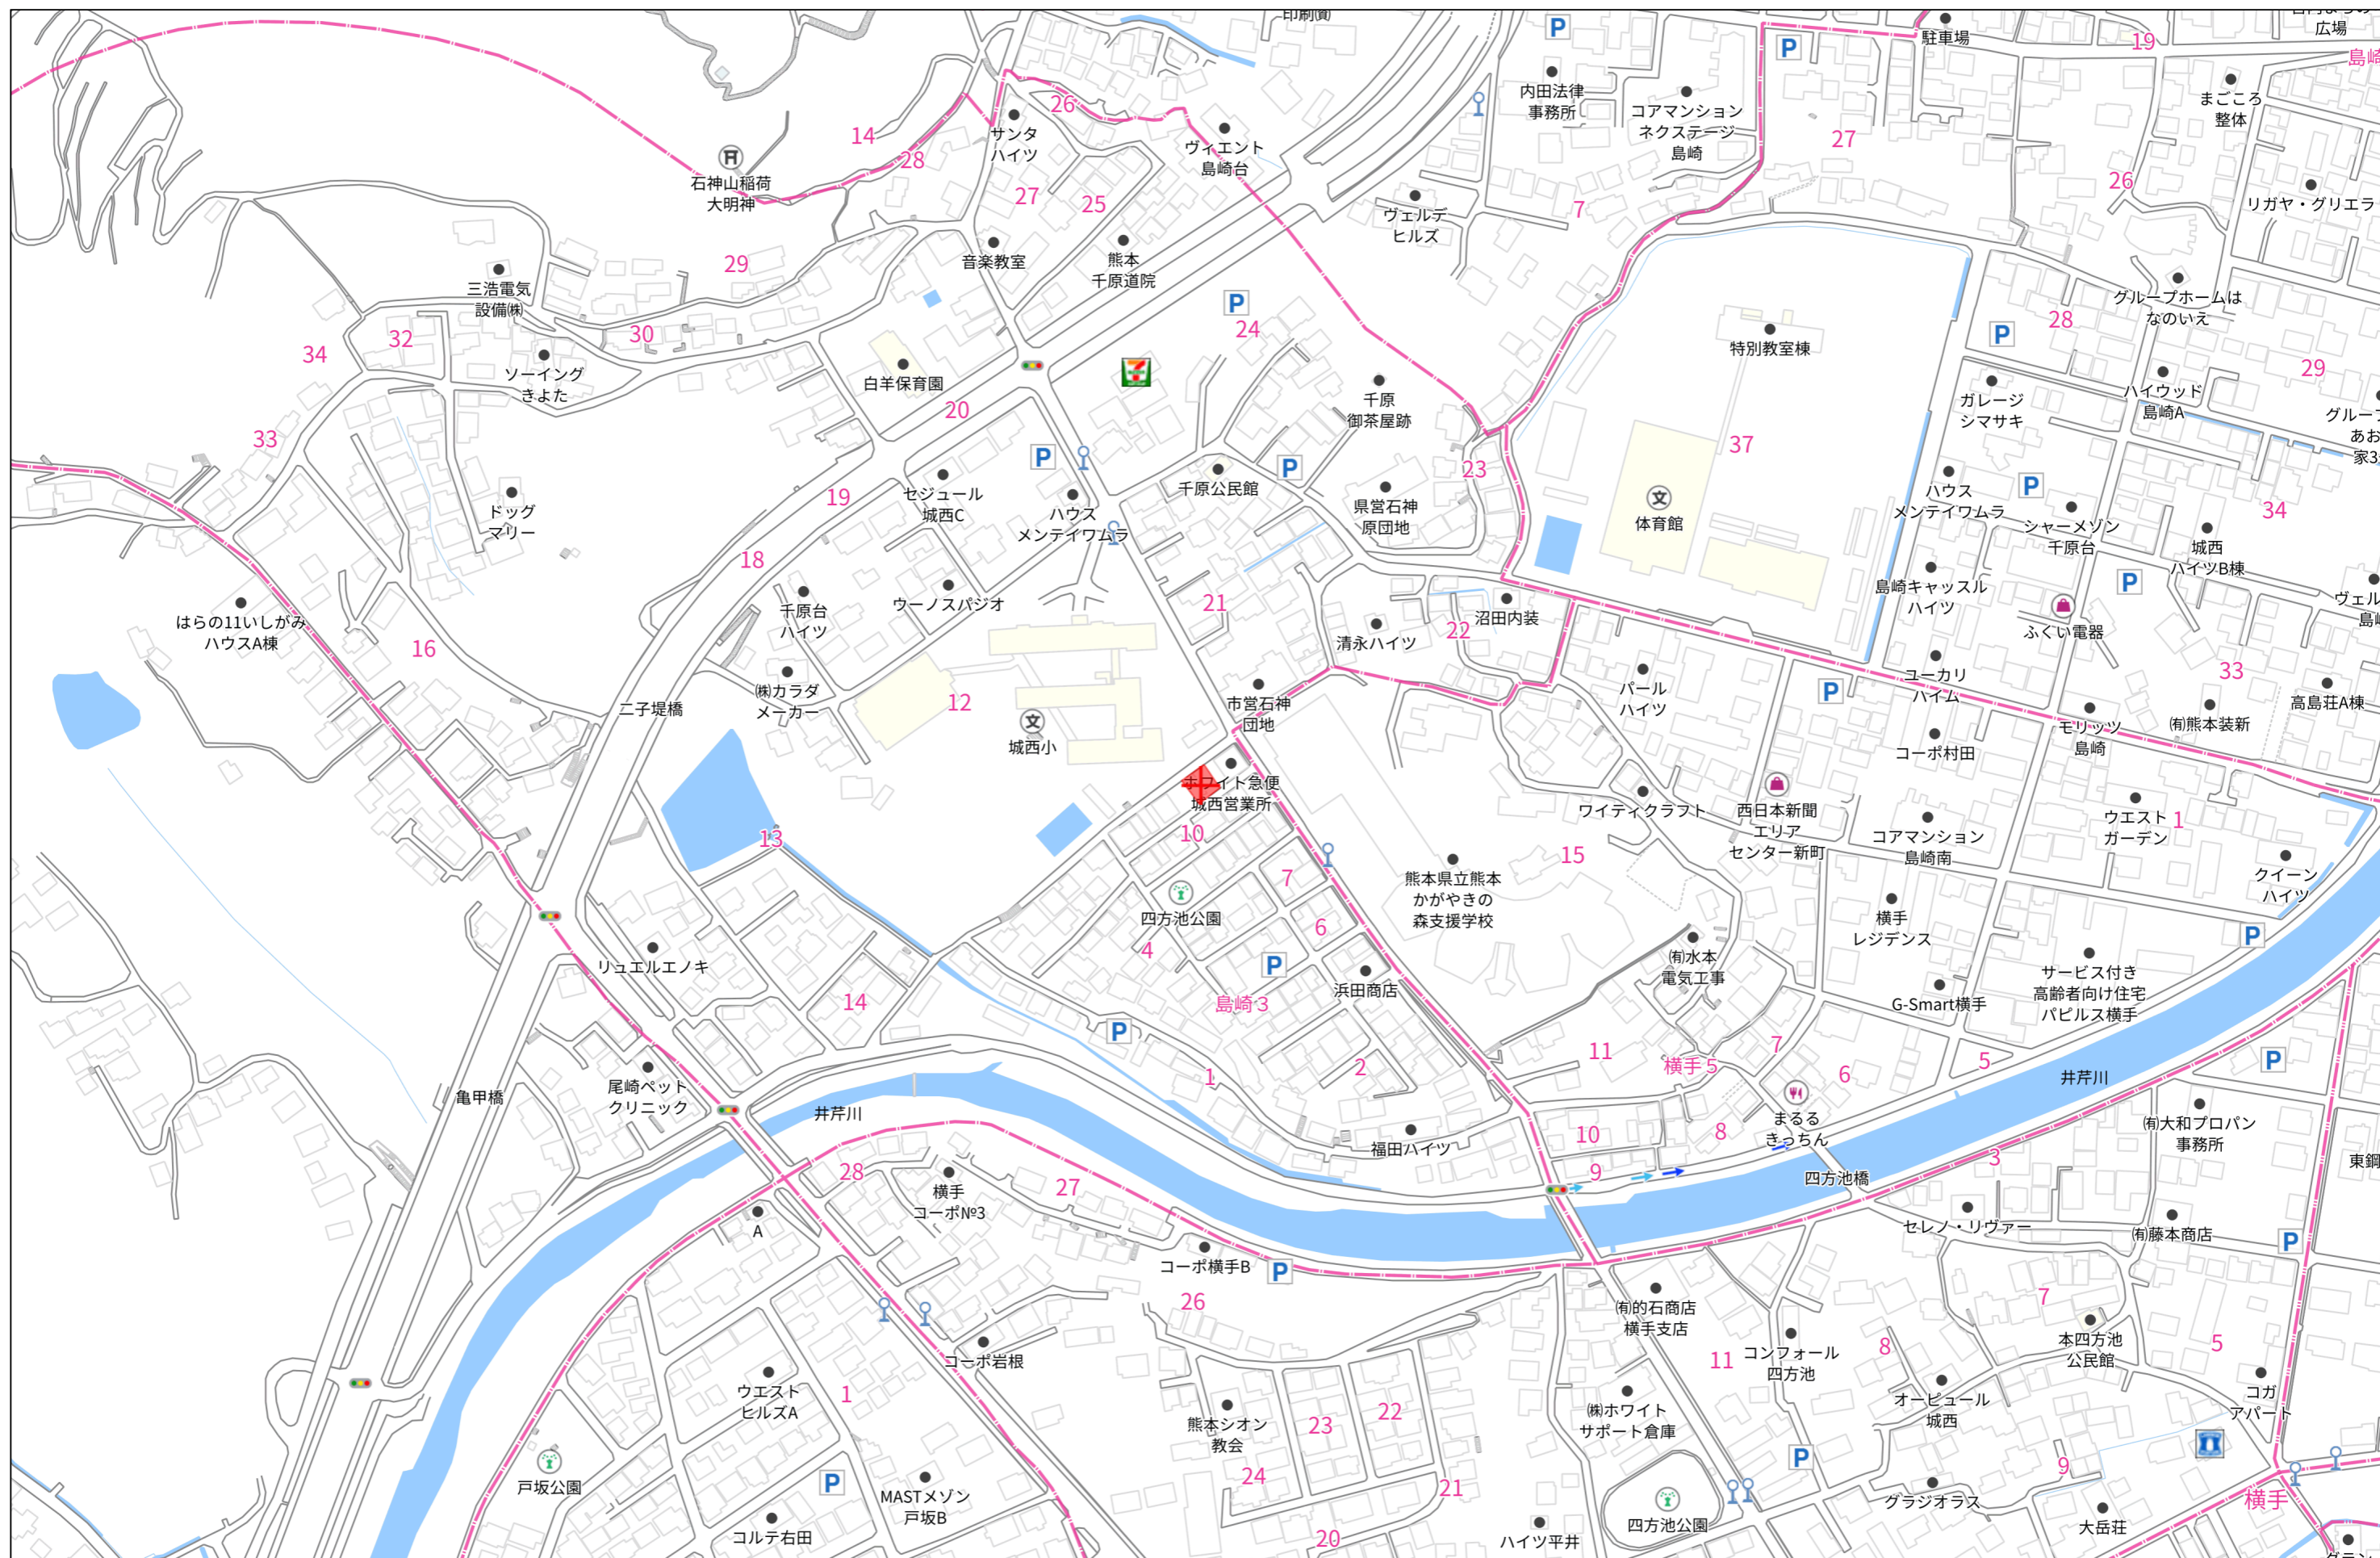 印刷㈲
広場
駐車場
19
26
14
28
サンタ
ハイツ
27
25
石神山稲荷
大明神
ヴィエント
島崎台
内田法律
事務所
コアマンション
ネクステージ
島崎
27
まごころ
整体
26
リガヤ・グリエラ
7
ヴェルデ
ヒルズ
29
音楽教室
熊本
千原道院
三浩電気
設備㈱
30
32
34
ソーイング
きよた
白羊保育園
20
24
特別教室棟
グループホームは
なのいえ
28
29
千原
御茶屋跡
ガレージ
シマサキ
ハイウッド
島崎A
33
37
23
19
セジュール
城西C
千原公民館
ドッグ
マリー
ハウス
メンテイワムラ
県営石神
原団地
体育館
ハウス
メンテイワムラ
シャーメゾン
千原台
34
城西
ハイツB棟
18
千原台
ハイツ
ウーノスパジオ
21
沼田内装
22
清永ハイツ
島崎キャッスル
ハイツ
ふくい電器
はらの11いしがみ
ハウスA棟
16
二子堤橋
㈱カラダ
メーカー
12
城西小
市営石神
団地
パール
ハイツ
ユーカリ
ハイム
33
高島荘A棟
モリッツ
島崎
㈲熊本装新
コーポ村田
ホワイト急便
城西営業所
10
13
ワイティクラフト
西日本新聞
エリア
センター新町
コアマンション
島崎南
ウエスト
ガーデン
1
15
7
熊本県立熊本
かがやきの
森支援学校
四方池公園
6
4
クイーン
ハイツ
横手
レジデンス
リュエルエノキ
㈲水本
電気工事
浜田商店
島崎３
14
G-Smart横手
サービス付き
高齢者向け住宅
パピルス横手
11
横手５
7
6
5
2
1
尾崎ペット
クリニック
亀甲橋
井芹川
井芹川
まるる
きっちん
㈲大和プロパン
事務所
10
8
福田ハイツ
9
四方池橋
3
28
横手
コーポ№3
27
A
コーポ横手B
セレノ・リヴァー
㈲藤本商店
26
㈲的石商店
横手支店
7
11
コンフォール
四方池
8
本四方池
公民館
5
コーポ岩根
ウエスト
ヒルズA
1
熊本シオン
教会
23
22
㈱ホワイト
サポート倉庫
オーピュール
城西
コガ
アパート
戸坂公園
24
21
9
MASTメゾン
戸坂B
グラジオラス
横手
コルテ右田
20
ハイツ平井
四方池公園
大岳荘